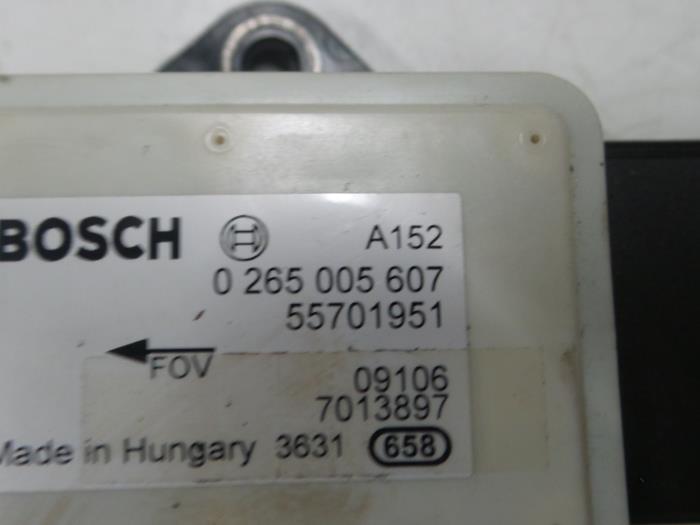 BOSCH A152
0 265 005 607
55701951
FOV
09106
7013897
Made in Hungary 3631 658